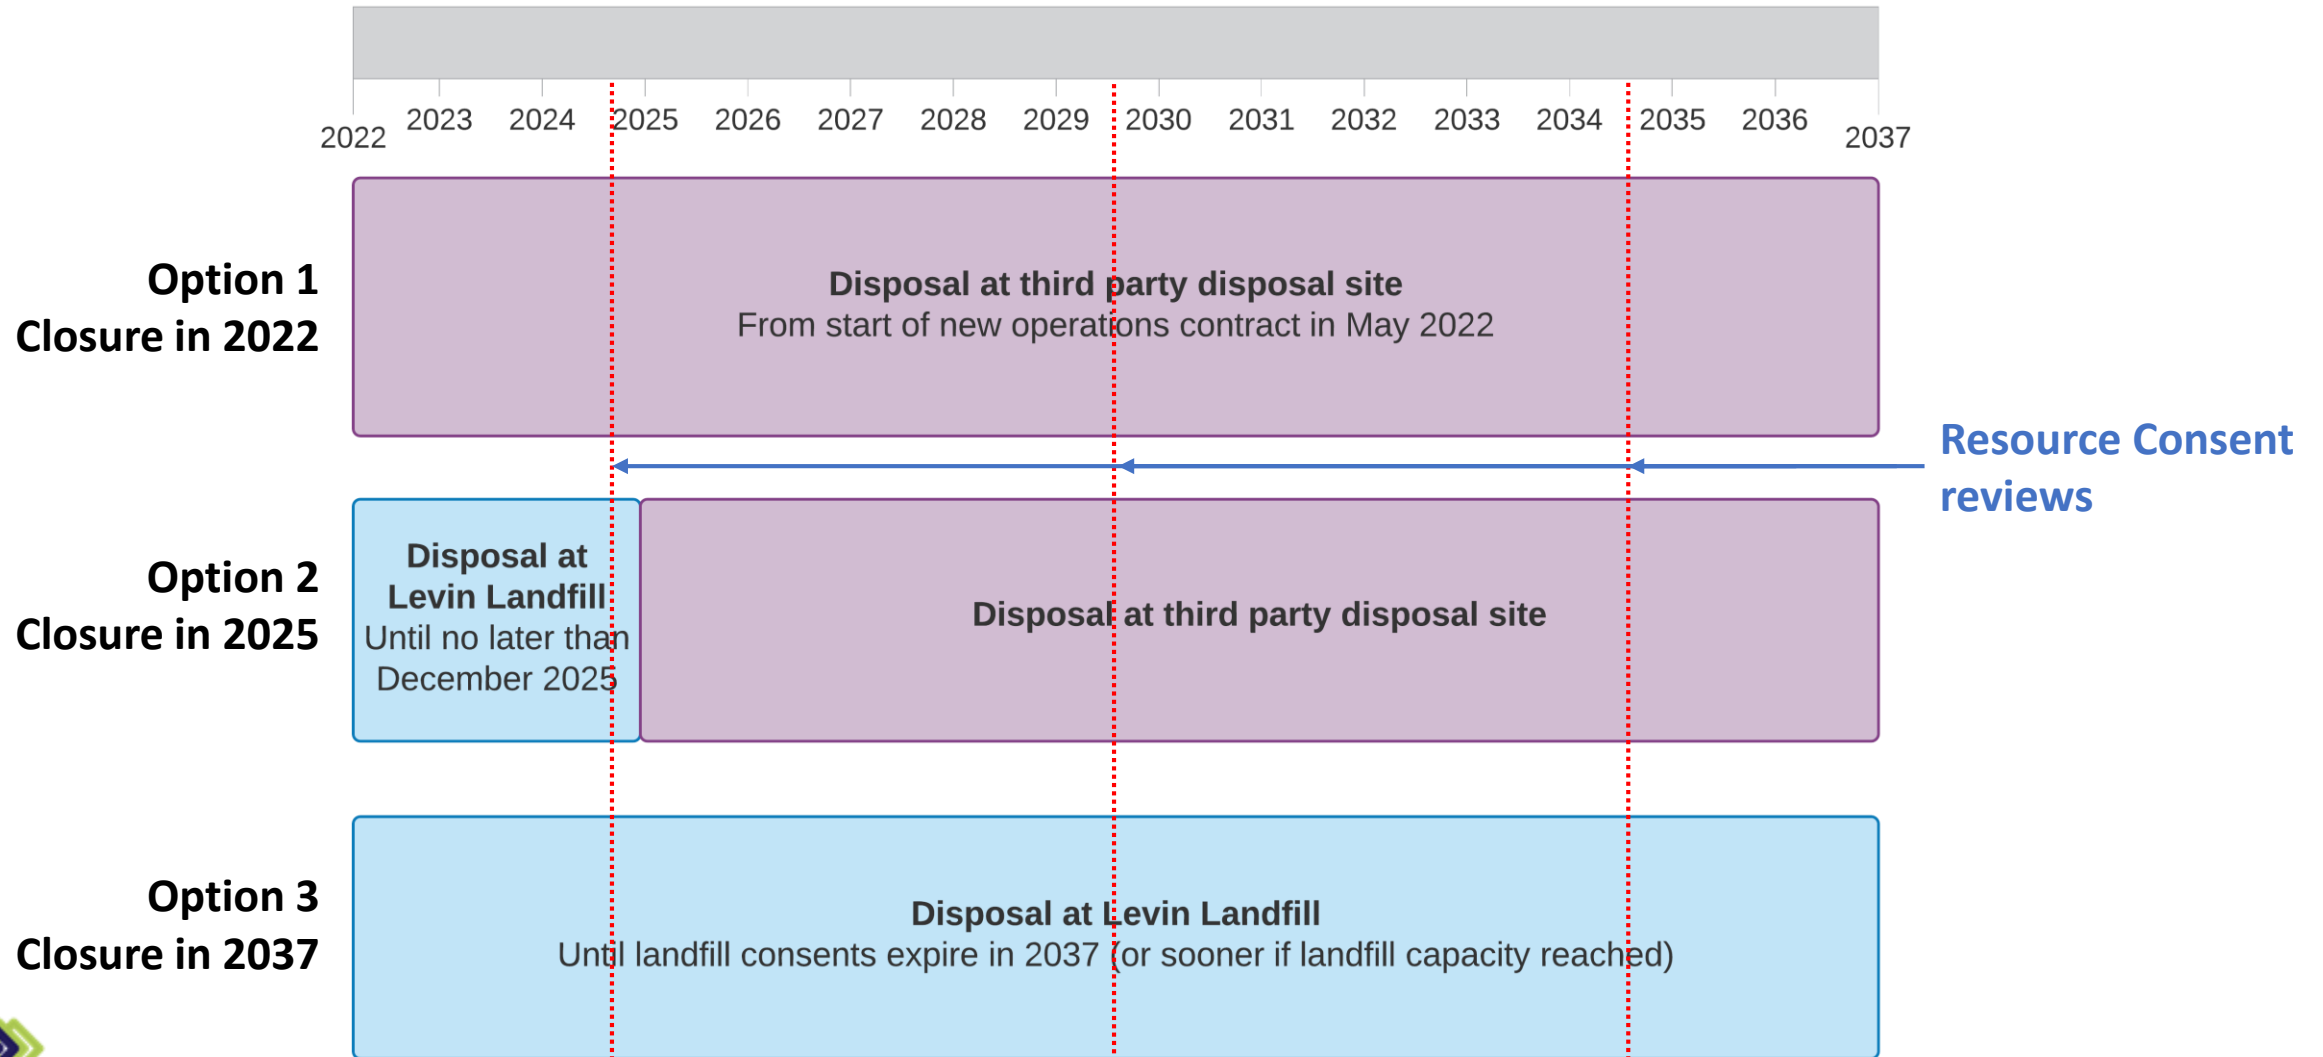 2022
2023
2024
2025
2026
2027
2028
2029
2030
2031
2032
2033
2034
2035
2036
2037
Option 1
Closure in 2022
Disposal at third party disposal site
From start of new operations contract in May 2022
Resource Consent
reviews
Option 2
Closure in 2025
Disposal at
Levin Landfill
Until no later than
December 2025
Disposal at third party disposal site
Option 3
Closure in 2037
Disposal at Levin Landfill
Until landfill consents expire in 2037 (or sooner if landfill capacity reached)